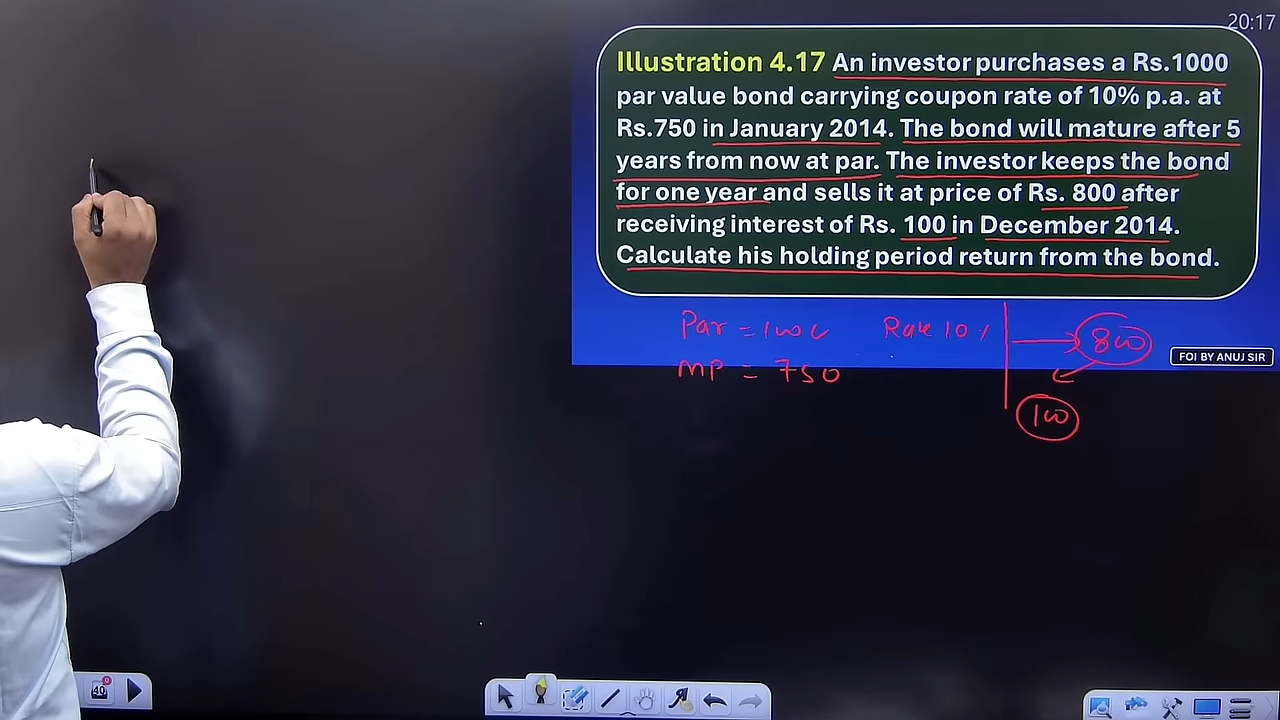 20:17
Illustration 4.17 An investor purchases a Rs.1000
par value bond carrying coupon rate of 10% p.a. at
Rs.750 in January 2014. The bond will mature after 5
years from now at par. The investor keeps the bond
for one year and sells it at price of Rs. 800 after
receiving interest of Rs. 100 in December 2014.
Calculate his holding period return from the bond.
Par = 1000 Rate 10% 800
FOI BY ANUJ SIR
MP = 750
100
40